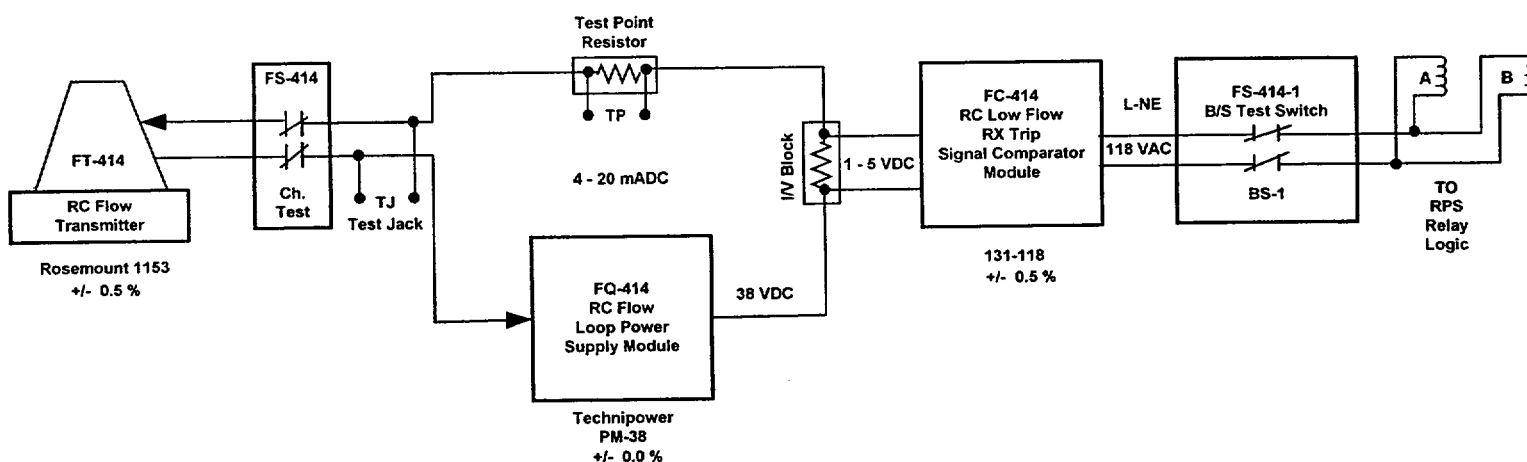 Test Point
Resistor
TP
FS-414
Ch.
Test
TJ
Test Jack
FT-414
RC Flow
Transmitter
Rosemount 1153
+/- 0.5 %
4 - 20 mADC
I/V Block
1 - 5 VDC
FQ-414
RC Flow
Loop Power
Supply Module
38 VDC
Technipower
PM-38
+/- 0.0 %
FC-414
RC Low Flow
RX Trip
Signal Comparator
Module
131-118
+/- 0.5 %
L-NE
118 VAC
FS-414-1
B/S Test Switch
BS-1
A
B
TO
RPS
Relay
Logic